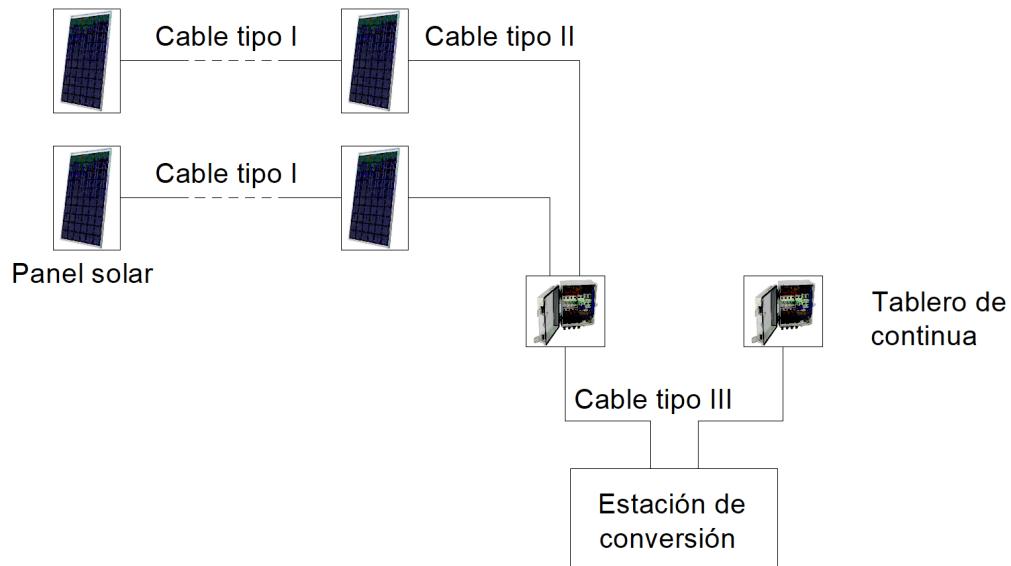 Cable tipo I
Cable tipo II
Cable tipo I
Panel solar
Tablero de
continua
Cable tipo III
Estación de
conversión